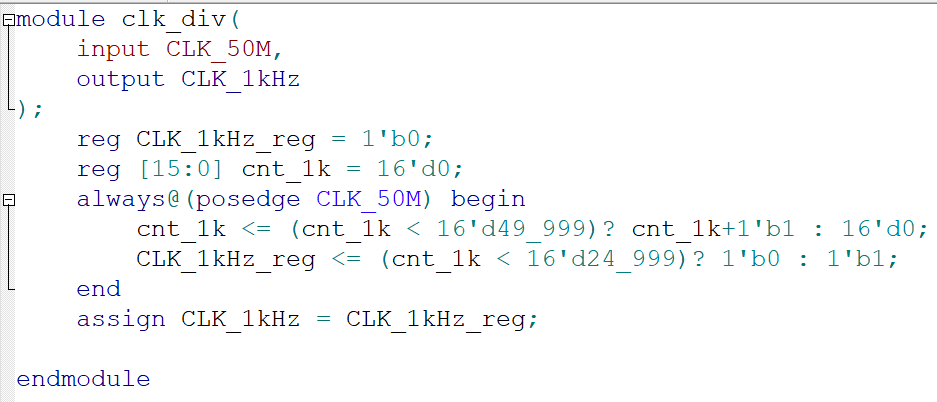 module clk_div(
    input CLK_50M,
    output CLK_1kHz
);
    reg CLK_1kHz_reg = 1'b0;
    reg [15:0] cnt_1k = 16'd0;
    always@(posedge CLK_50M) begin
        cnt_1k <= (cnt_1k < 16'd49_999)? cnt_1k+1'b1 : 16'd0;
        CLK_1kHz_reg <= (cnt_1k < 16'd24_999)? 1'b0 : 1'b1;
    end
    assign CLK_1kHz = CLK_1kHz_reg;

endmodule